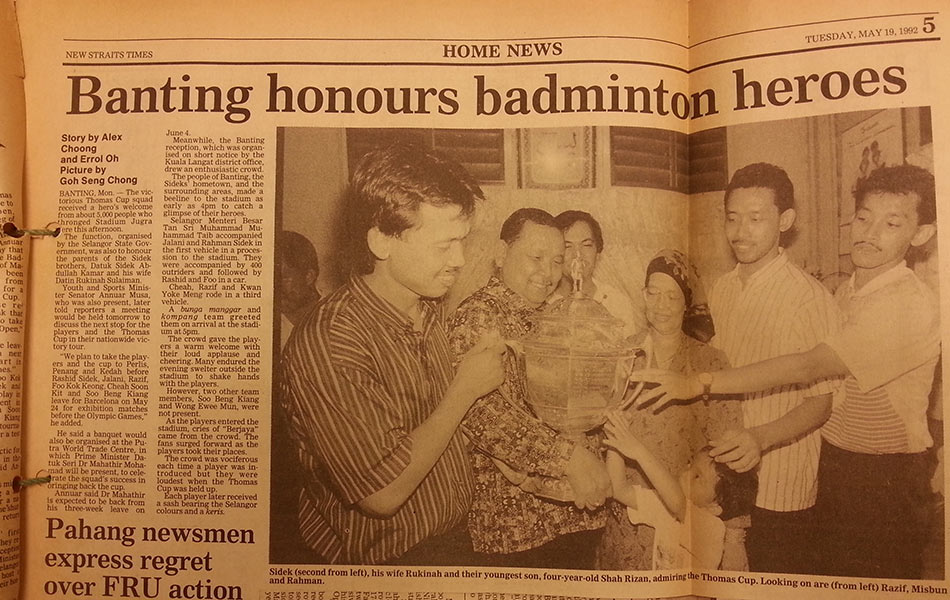 NEW STRAITS TIMES
HOME NEWS
TUESDAY, MAY 19, 1992 5
Banting honours badminton heroes
Story by Alex
Choong
and Errol Oh
Picture by
Goh Seng Chong
BANTING, Mon. — The vic-
torious Thomas Cup squad
received a hero's welcome
from about 5,000 people who
thronged Stadium Jugra
here this afternoon.
The function, organised
by the Selangor State Gov-
ernment, was also to honour
the parents of the Sidek
brothers, Datuk Sidek Ab-
dullah Kamar and his wife
Datin Rukinah Sulaiman.
Youth and Sports Minis-
ter Senator Annuar Musa,
who was also present, later
told reporters a meeting
would be held tomorrow to
discuss the next stop for the
players and the Thomas
Cup in their nationwide vic-
tory tour.
"We plan to take the play-
ers and the cup to Perlis,
Penang and Kedah before
Rashid Sidek, Jalani, Razif,
Foo Kok Keong, Cheah Soon
Kit and Soo Beng Kiang
leave for Barcelona on May
24 for exhibition matches
before the Olympic Games,"
he added.
He said a banquet would
also be organised at the Pu-
tra World Trade Centre, in
which Prime Minister Da-
tuk Seri Dr Mahathir Moha-
mad will be present, to cele-
brate the squad's success in
bringing back the cup.
Annuar said Dr Mahathir
is expected to be back from
his three-week leave on
June 4.
Meanwhile, the Banting
reception, which was organ-
ised on short notice by the
Kuala Langat district office,
drew an enthusiastic crowd.
The people of Banting, the
Sideks' hometown, and the
surrounding areas, made a
beeline to the stadium as
early as 4pm to catch a
glimpse of their heroes.
Selangor Menteri Besar
Tan Sri Muhammad Mu-
hammad Taib accompanied
Jalani and Rahman Sidek in
the first vehicle in a proces-
sion to the stadium. They
were accompanied by 400
outriders and followed by
Rashid and Foo in a car.
Cheah, Razif and Kwan
Yoke Meng rode in a third
vehicle.
A bunga manggar and
kompang team greeted
them on arrival at the stadi-
um at 5pm.
The crowd gave the play-
ers a warm welcome with
their loud applause and
cheering. Many endured the
evening swelter outside the
stadium to shake hands
with the players.
However, two other team
members, Soo Beng Kiang
and Wong Ewee Mun, were
not present.
As the players entered the
stadium, cries of "Berjaya"
came from the crowd. The
fans surged forward as the
players took their places.
The crowd was vociferous
each time a player was in-
troduced but they were
loudest when the Thomas
Cup was held up.
Each player later received
a sash bearing the Selangor
colours and a keris.
Sidek (second from left), his wife Rukinah and their youngest son, four-year-old Shah Rizan, admiring the Thomas Cup. Looking on are (from left) Razif, Misbun
and Rahman.
Pahang newsmen
express regret
over FRU action